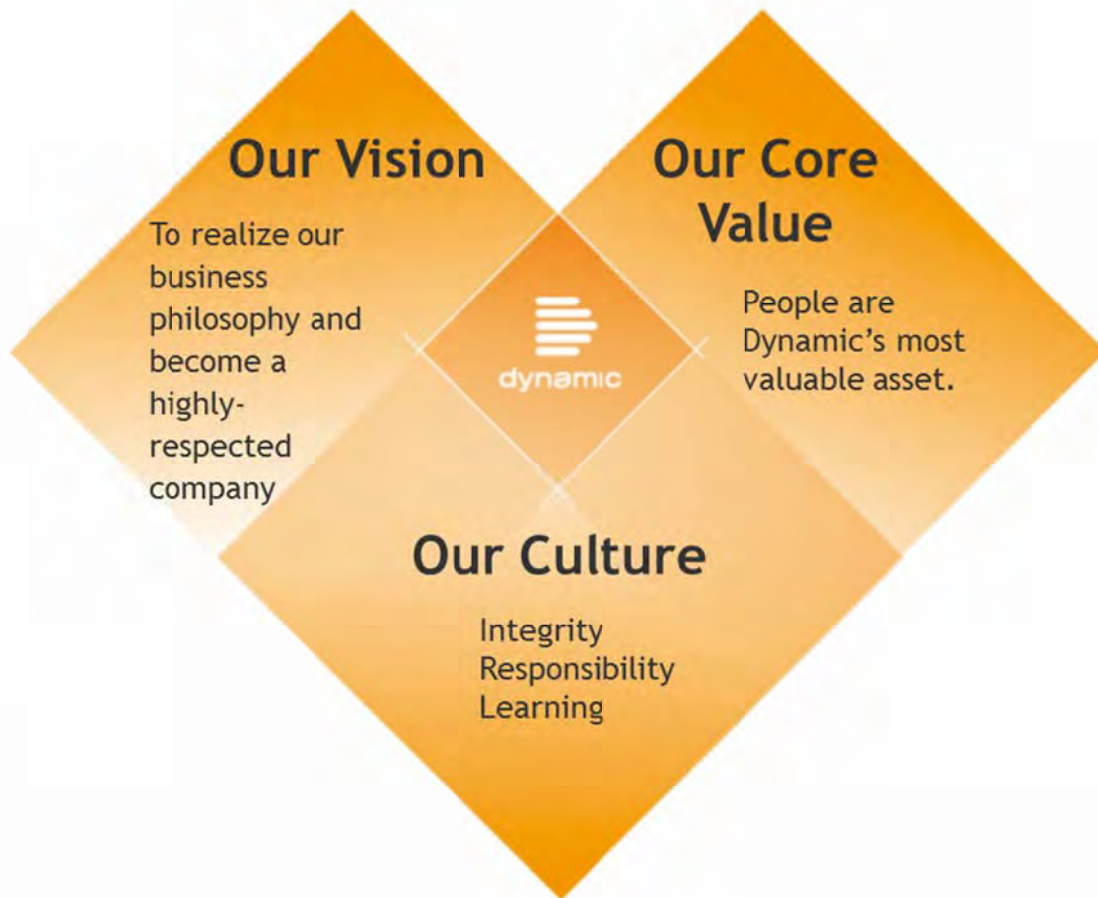 Our Vision
To realize our
business
philosophy and
become a
highly-
respected
company
Our Core
Value
People are
Dynamic's most
valuable asset.
dynamic
Our Culture
Integrity
Responsibility
Learning